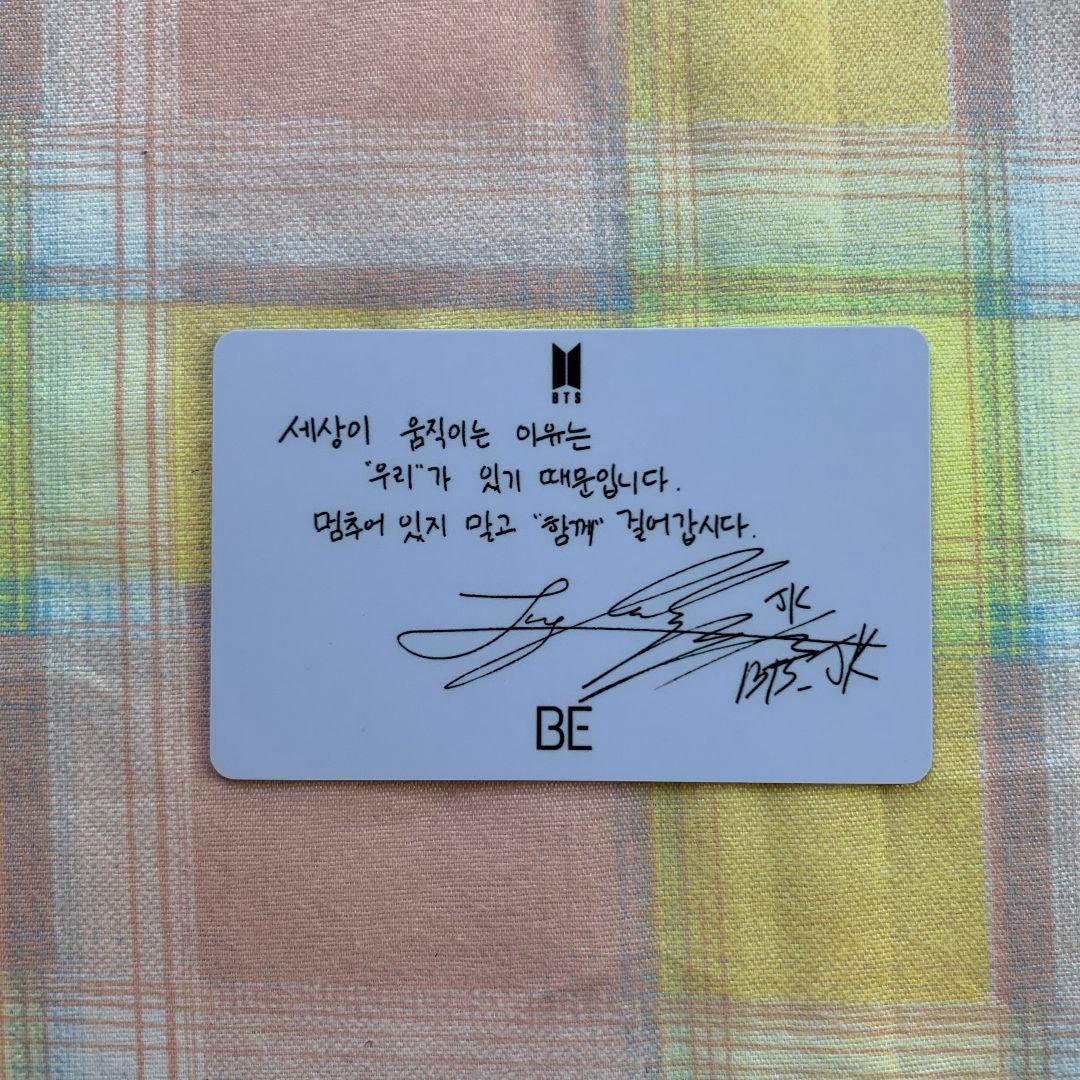 BTS
세상이 움직이는 이유는
"우리"가 있기 때문입니다.
멈추어 있지 말고 "함께" 걸어갑시다.
JK
BTS_JK
BE